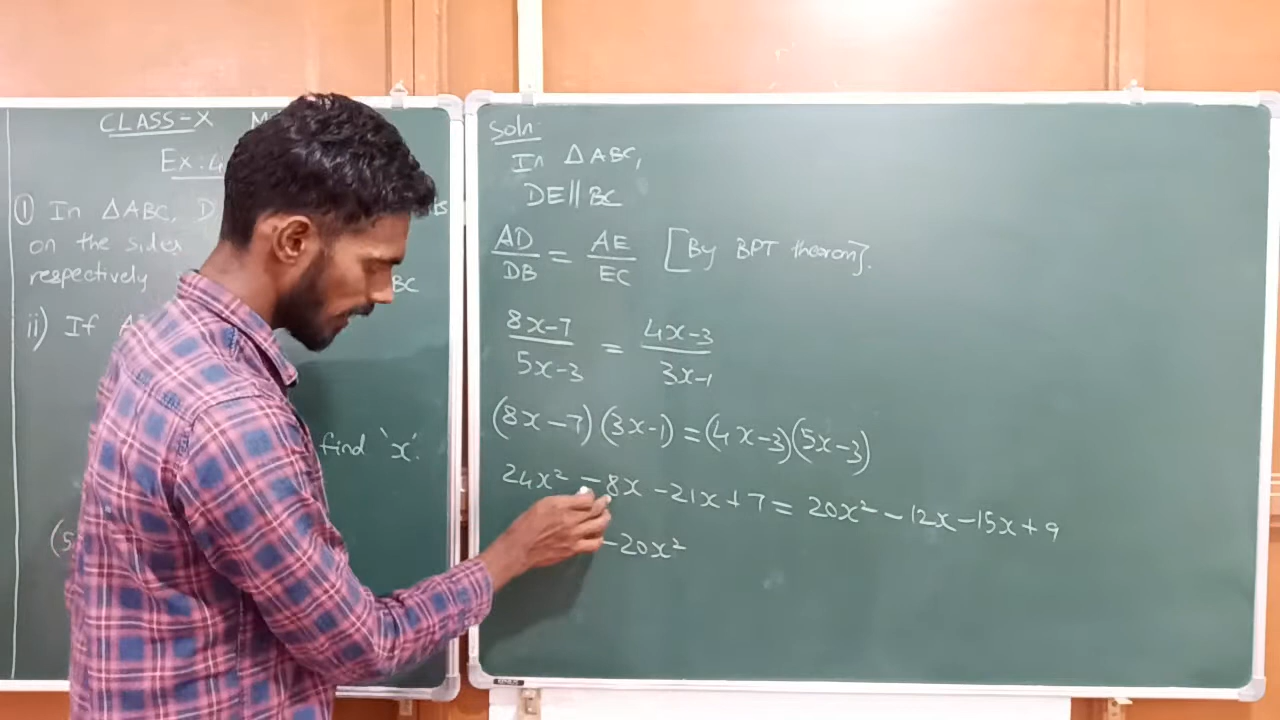 CLASS-X M
Ex: 4
① In ΔABC, D
on the sides
respectively BC
ii) If A
find 'x'.
(5
Soln:
In ΔABC,
DE||BC
AD/DB = AE/EC [By BPT theorem].
8x-7/5x-3 = 4x-3/3x-1
(8x-7)(3x-1)=(4x-3)(5x-3)
24x² - 8x - 21x + 7 = 20x² - 12x - 15x + 9
-20x²